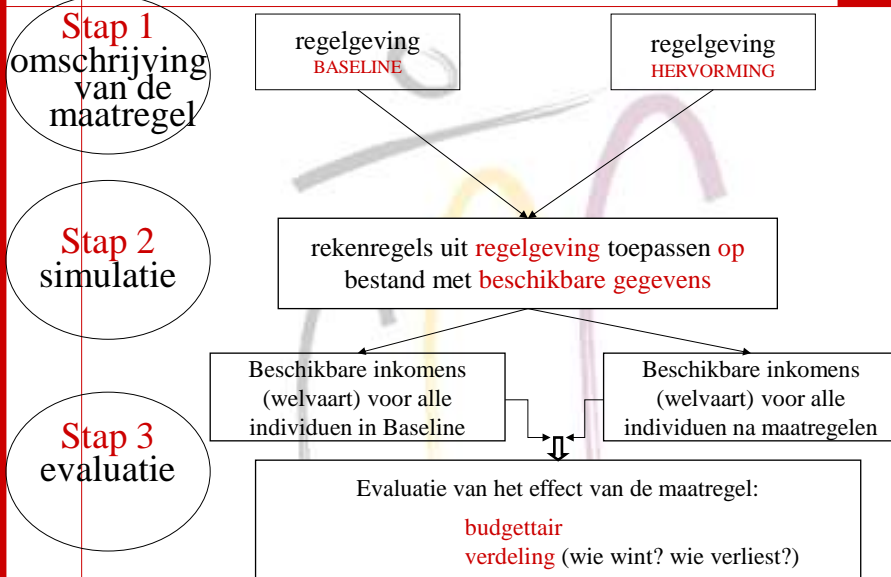 Stap 1
omschrijving
van de
maatregel
regelgeving
BASELINE
regelgeving
HERVORMING
Stap 2
simulatie
rekenregels uit regelgeving toepassen op
bestand met beschikbare gegevens
Beschikbare inkomens
(welvaart) voor alle
individuen in Baseline
Beschikbare inkomens
(welvaart) voor alle
individuen na maatregelen
Stap 3
evaluatie
Evaluatie van het effect van de maatregel:
budgettair
verdeling (wie wint? wie verliest?)